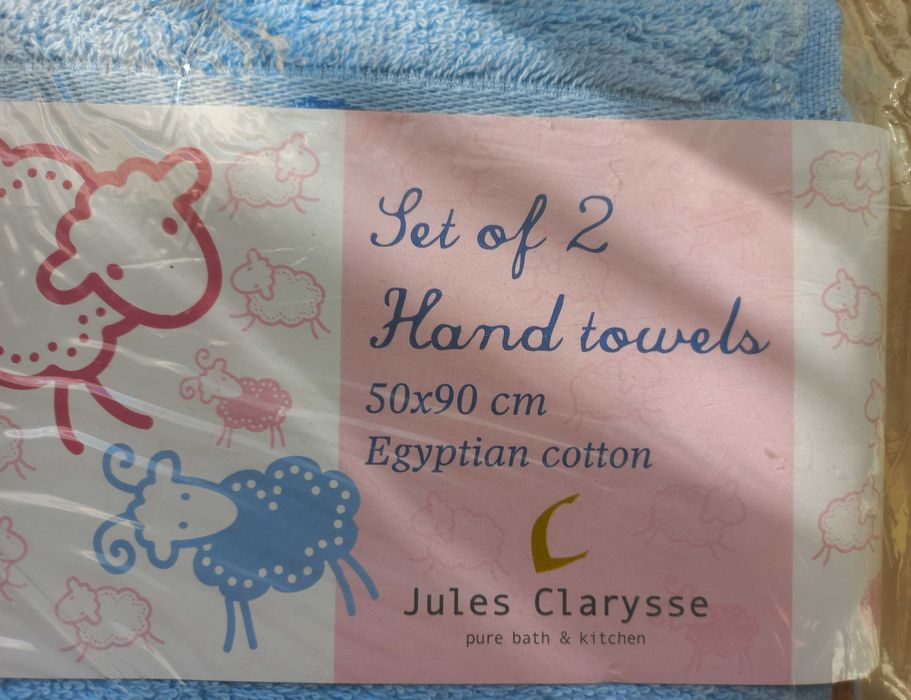 Set of 2
Hand towels
50x90 cm
Egyptian cotton
Jules Clarysse
pure bath & kitchen